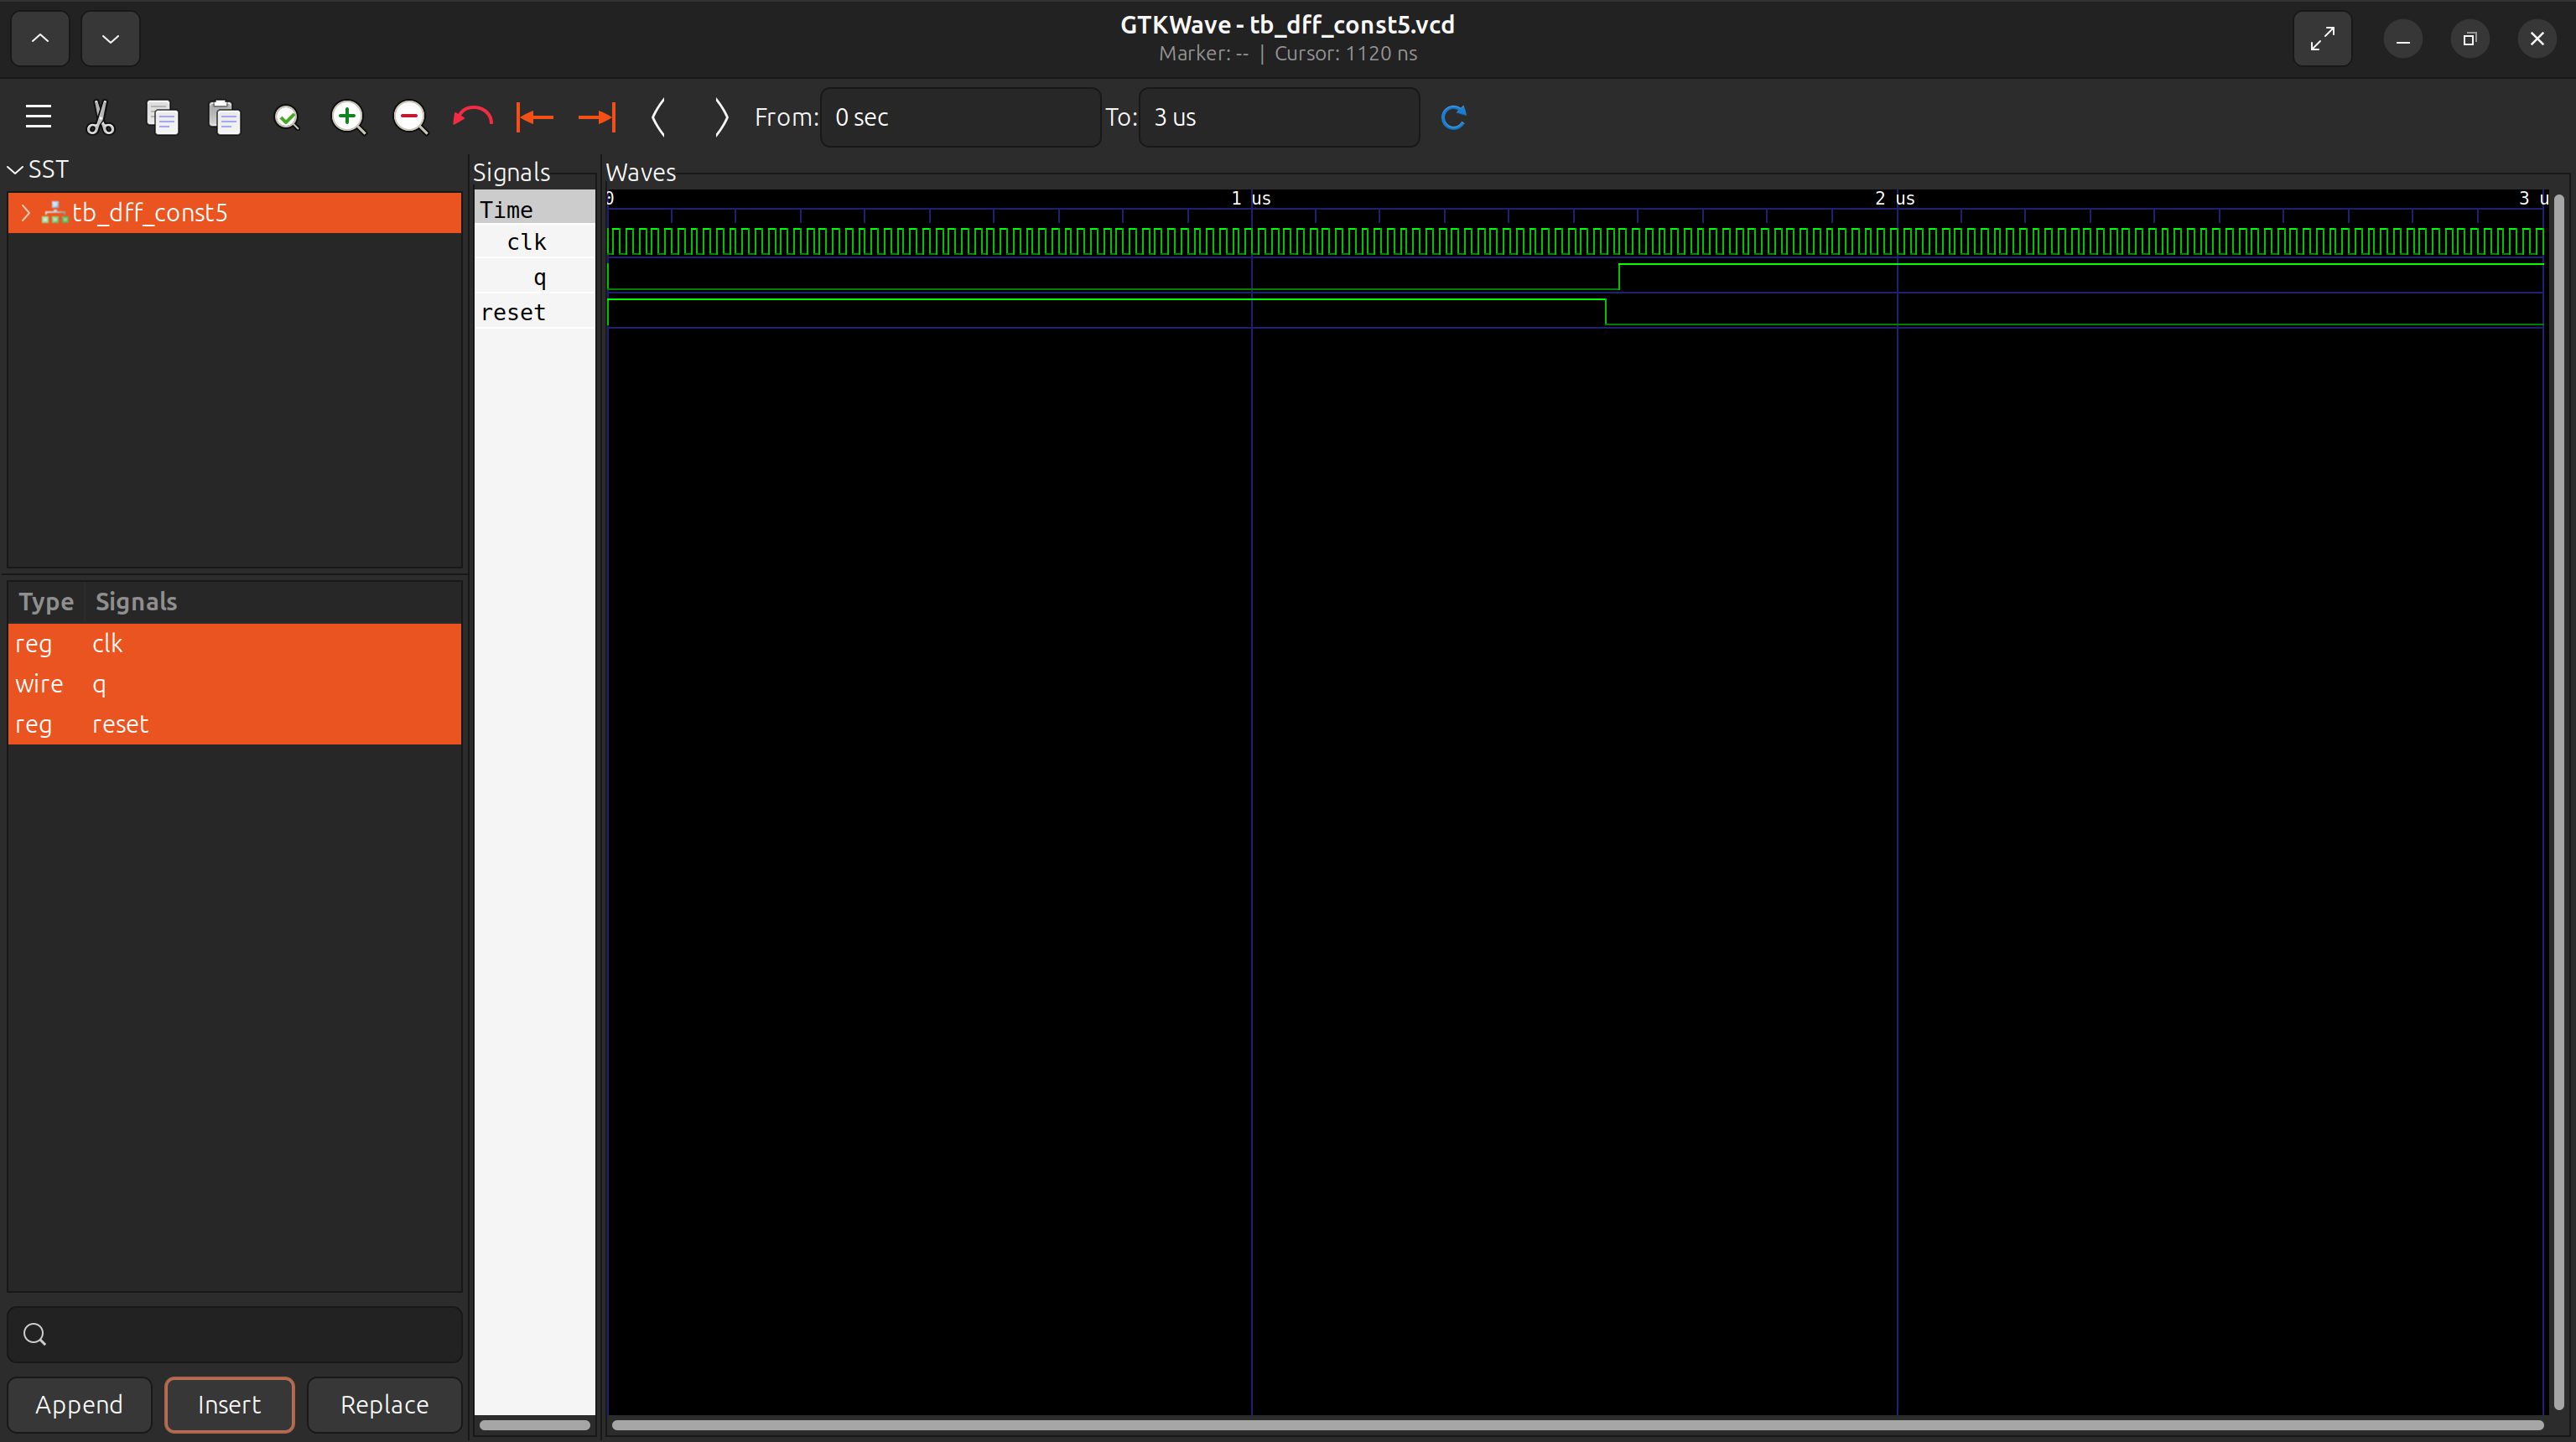 GTKWave - tb_dff_const5.vcd
Marker: -- | Cursor: 1120 ns
From: 0 sec To: 3 us
SST
tb_dff_const5
Type Signals
reg clk
wire q
reg reset
Append Insert Replace
Signals
Time
clk
q
reset
Waves
0 1 us 2 us 3 u